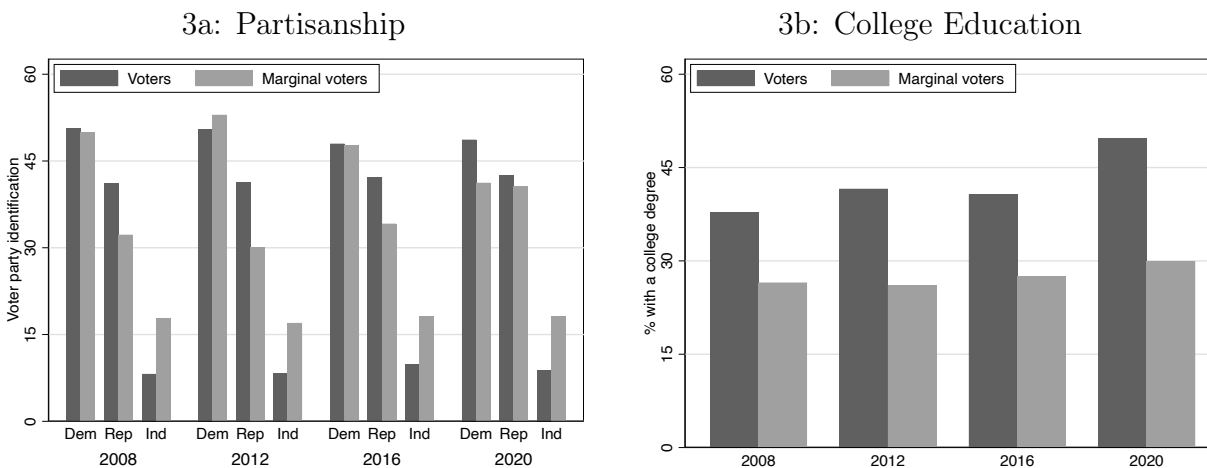 3a: Partisanship
Voters
Marginal voters
Voter party identification
60
45
30
15
0
Dem Rep Ind Dem Rep Ind Dem Rep Ind Dem Rep Ind
2008 2012 2016 2020
3b: College Education
Voters
Marginal voters
% with a college degree
60
45
30
15
0
2008 2012 2016 2020